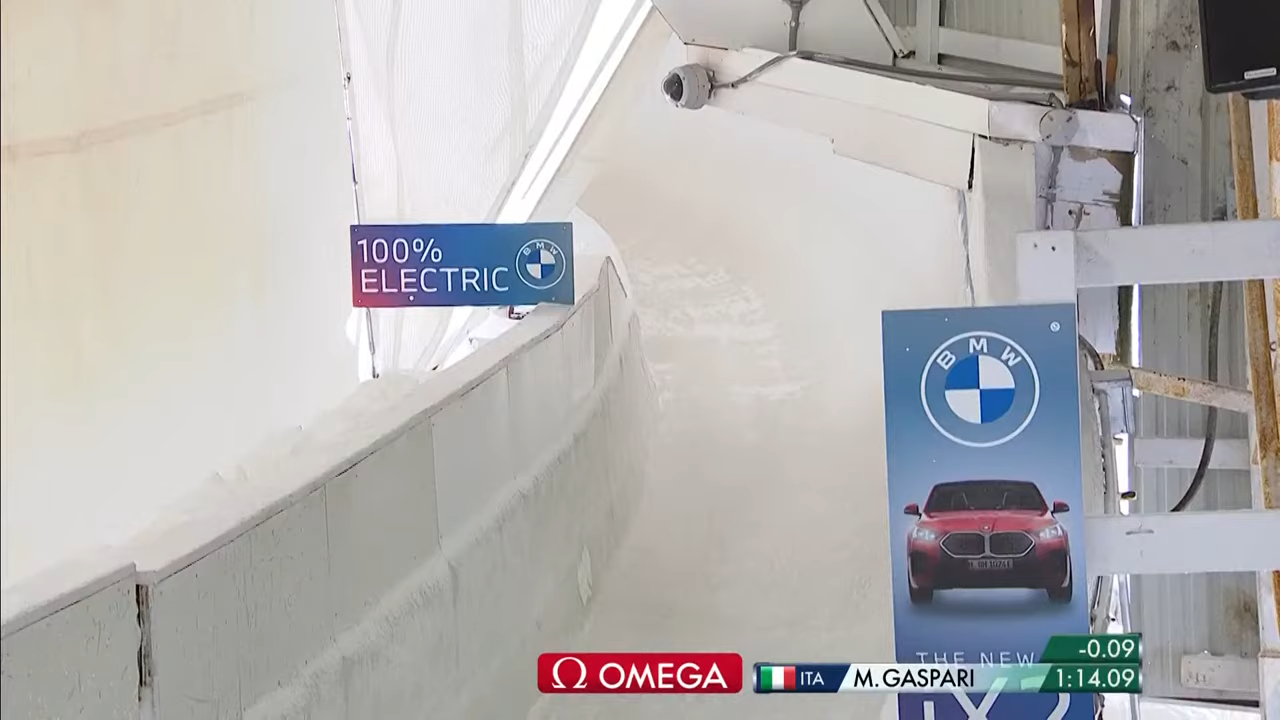 100%
ELECTRIC
BMW
BMW
THE NEW
-0.09
OMEGA
ITA
M. GASPARI
1:14.09